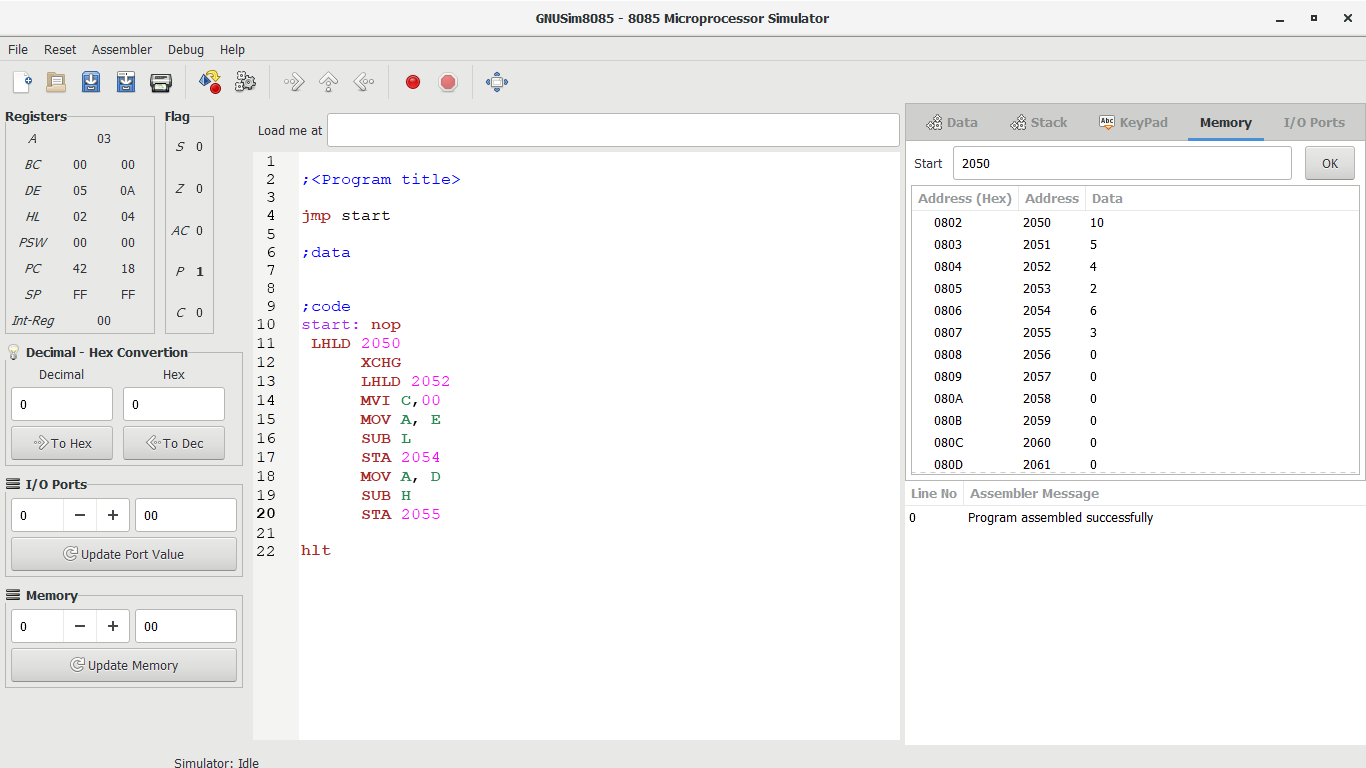 GNUSim8085 - 8085 Microprocessor Simulator
File Reset Assembler Debug Help
Registers
A 03
BC 00 00
DE 05 0A
HL 02 04
PSW 00 00
PC 42 18
SP FF FF
Int-Reg 00
Flag
S 0
Z 0
AC 0
P 1
C 0
Decimal - Hex Convertion
Decimal Hex
0 0
To Hex To Dec
I/O Ports
0 − + 00
Update Port Value
Memory
0 − + 00
Update Memory
Load me at
1
2 ;<Program title>
3
4 jmp start
5
6 ;data
7
8
9 ;code
10 start: nop
11 LHLD 2050
12 XCHG
13 LHLD 2052
14 MVI C,00
15 MOV A, E
16 SUB L
17 STA 2054
18 MOV A, D
19 SUB H
20 STA 2055
21
22 hlt
Data Stack Abc KeyPad Memory I/O Ports
Start 2050 OK
Address (Hex) Address Data
0802 2050 10
0803 2051 5
0804 2052 4
0805 2053 2
0806 2054 6
0807 2055 3
0808 2056 0
0809 2057 0
080A 2058 0
080B 2059 0
080C 2060 0
080D 2061 0
Line No Assembler Message
0 Program assembled successfully
Simulator: Idle